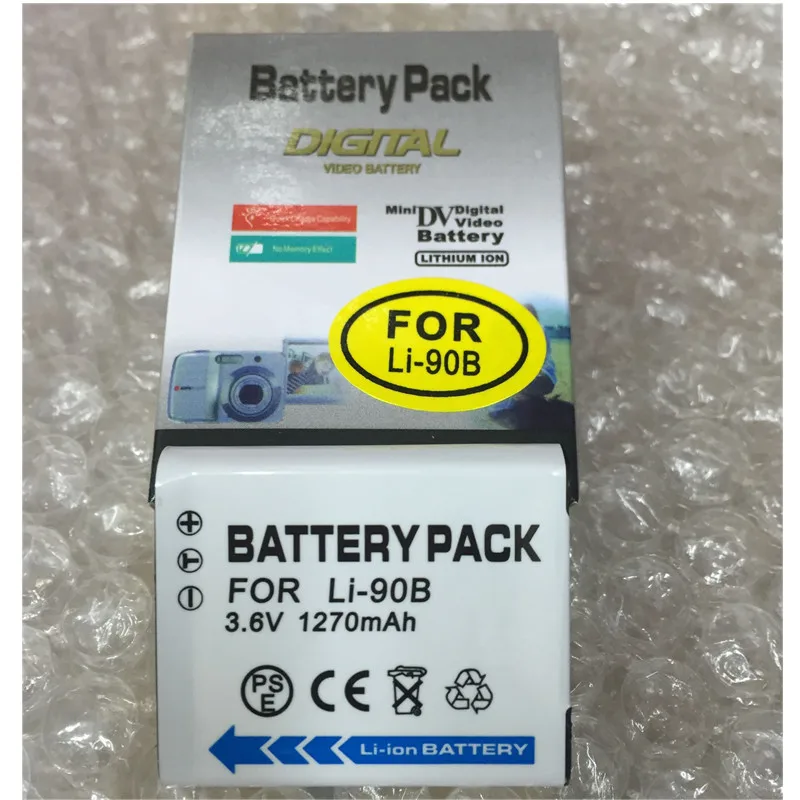 Battery Pack
DIGITAL
VIDEO BATTERY
Capability
No Memory Effect
Mini DV Digital Video
Battery
LITHIUM ION
FOR
Li-90B
BATTERY PACK
FOR Li-90B
3.6V 1270mAh
PSE
CE
Li-ion BATTERY